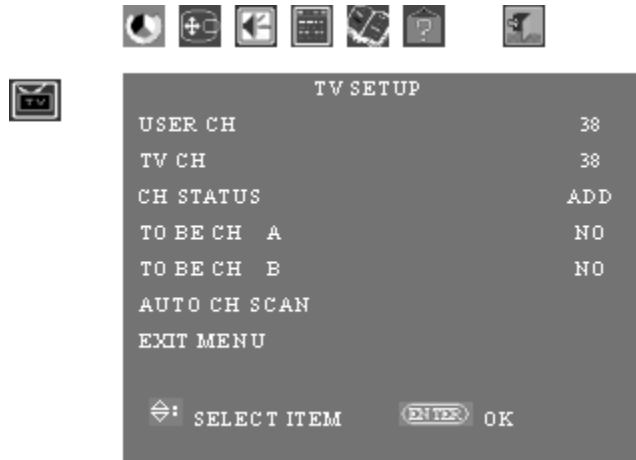 TV
TV SETUP
USER CH 38
TV CH 38
CH STATUS ADD
TO BE CH A NO
TO BE CH B NO
AUTO CH SCAN
EXIT MENU
: SELECT ITEM ENTER OK